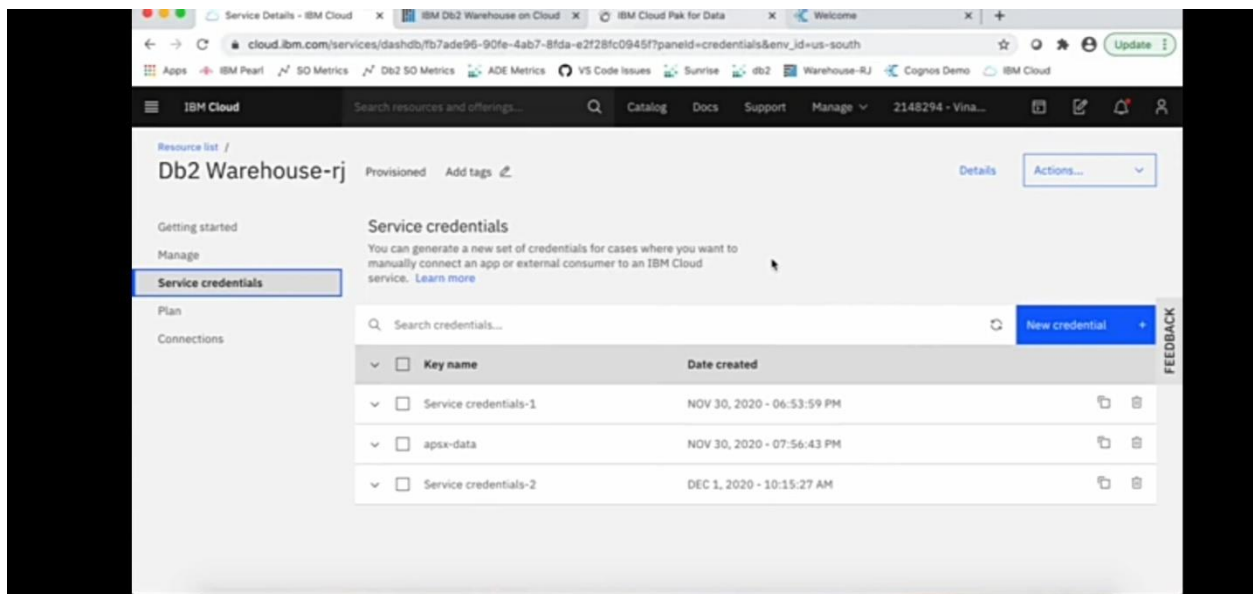 Service Details - IBM Cloud IBM Db2 Warehouse on Cloud IBM Cloud Pak for Data Welcome
cloud.ibm.com/services/dashdb/fb7ade96-90fe-4ab7-8fda-e2f28fc0945f?paneId=credentials&env_id=us-south Update
Apps IBM Pearl SO Metrics Db2 SO Metrics ADE Metrics VS Code Issues Sunrise db2 Warehouse-RJ Cognos Demo IBM Cloud
IBM Cloud Search resources and offerings... Catalog Docs Support Manage 2148294 - Vina...
Resource list /
Db2 Warehouse-rj Provisioned Add tags Details Actions...
Getting started
Manage
Service credentials
Plan
Connections
Service credentials
You can generate a new set of credentials for cases where you want to
manually connect an app or external consumer to an IBM Cloud
service. Learn more
Search credentials... New credential +
Key name Date created
Service credentials-1 NOV 30, 2020 - 06:53:59 PM
apsx-data NOV 30, 2020 - 07:56:43 PM
Service credentials-2 DEC 1, 2020 - 10:15:27 AM
FEEDBACK